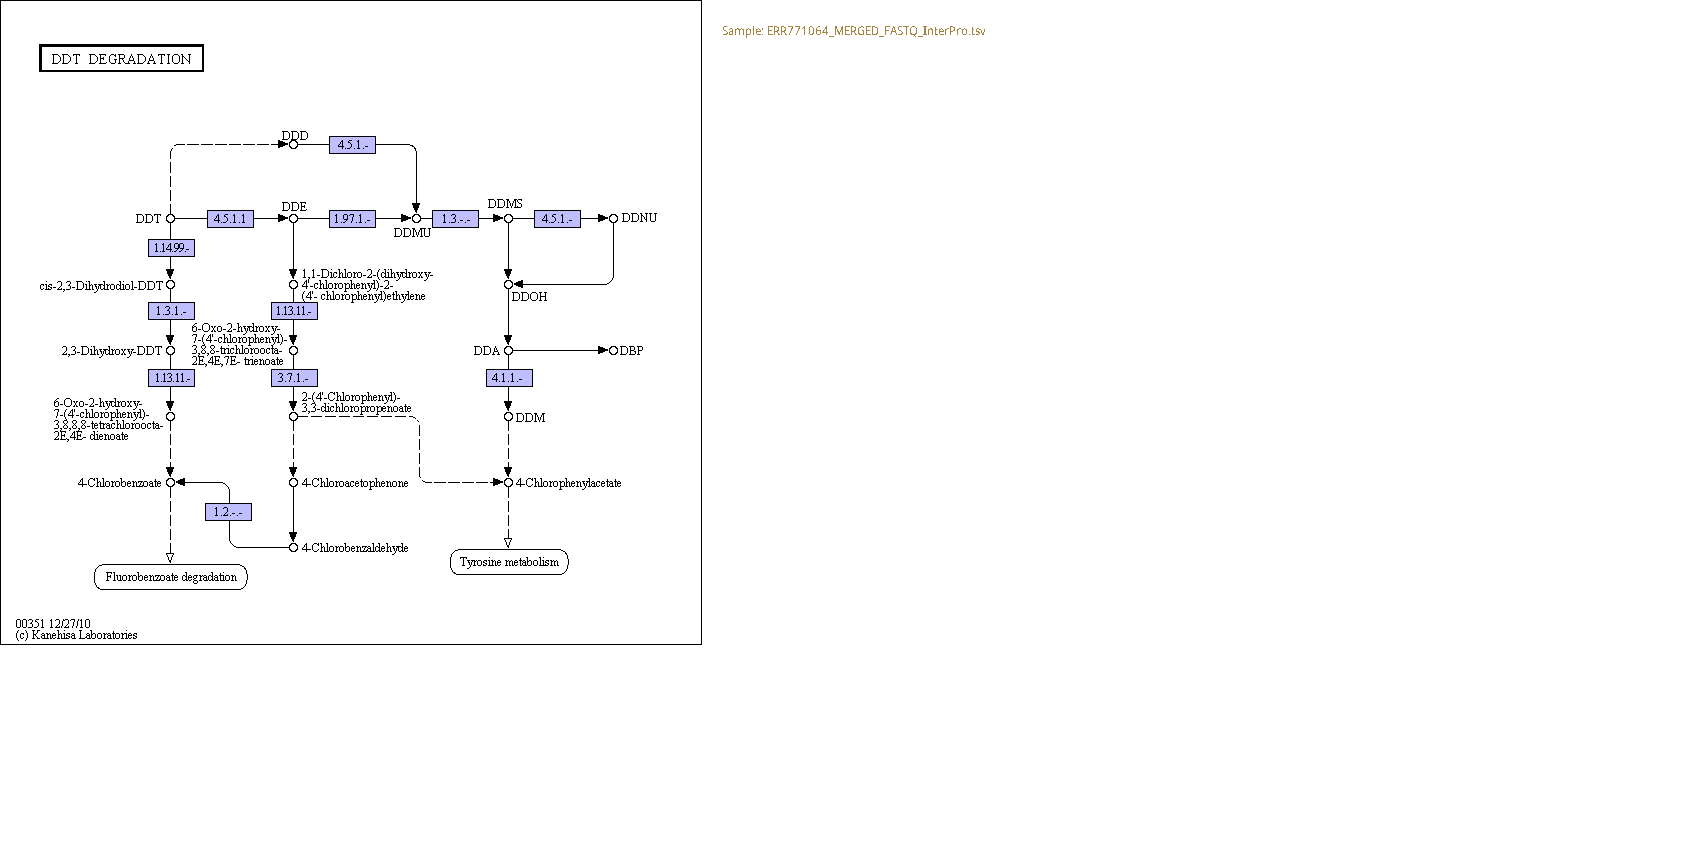 Sample: ERR771064_MERGED_FASTQ_InterPro.tsv
DDT DEGRADATION
DDD
4.5.1.-
DDT
4.5.1.1
DDE
1.97.1.-
DDMU
1.3.-.-
DDMS
4.5.1.-
DDNU
1.14.99.-
cis-2,3-Dihydrodiol-DDT
1,1-Dichloro-2-(dihydroxy-
4'-chlorophenyl)-2-
(4'- chlorophenyl)ethylene
DDOH
1.3.1.-
1.13.11.-
2,3-Dihydroxy-DDT
6-Oxo-2-hydroxy-
7-(4'-chlorophenyl)-
3,8,8-trichloroocta-
2E,4E,7E- trienoate
DDA
DBP
1.13.11.-
3.7.1.-
4.1.1.-
6-Oxo-2-hydroxy-
7-(4'-chlorophenyl)-
3,8,8,8-tetrachloroocta-
2E,4E- dienoate
2-(4'-Chlorophenyl)-
3,3-dichloropropenoate
DDM
4-Chlorobenzoate
4-Chloroacetophenone
4-Chlorophenylacetate
1.2.-.-
4-Chlorobenzaldehyde
Fluorobenzoate degradation
Tyrosine metabolism
00351 12/27/10
(c) Kanehisa Laboratories